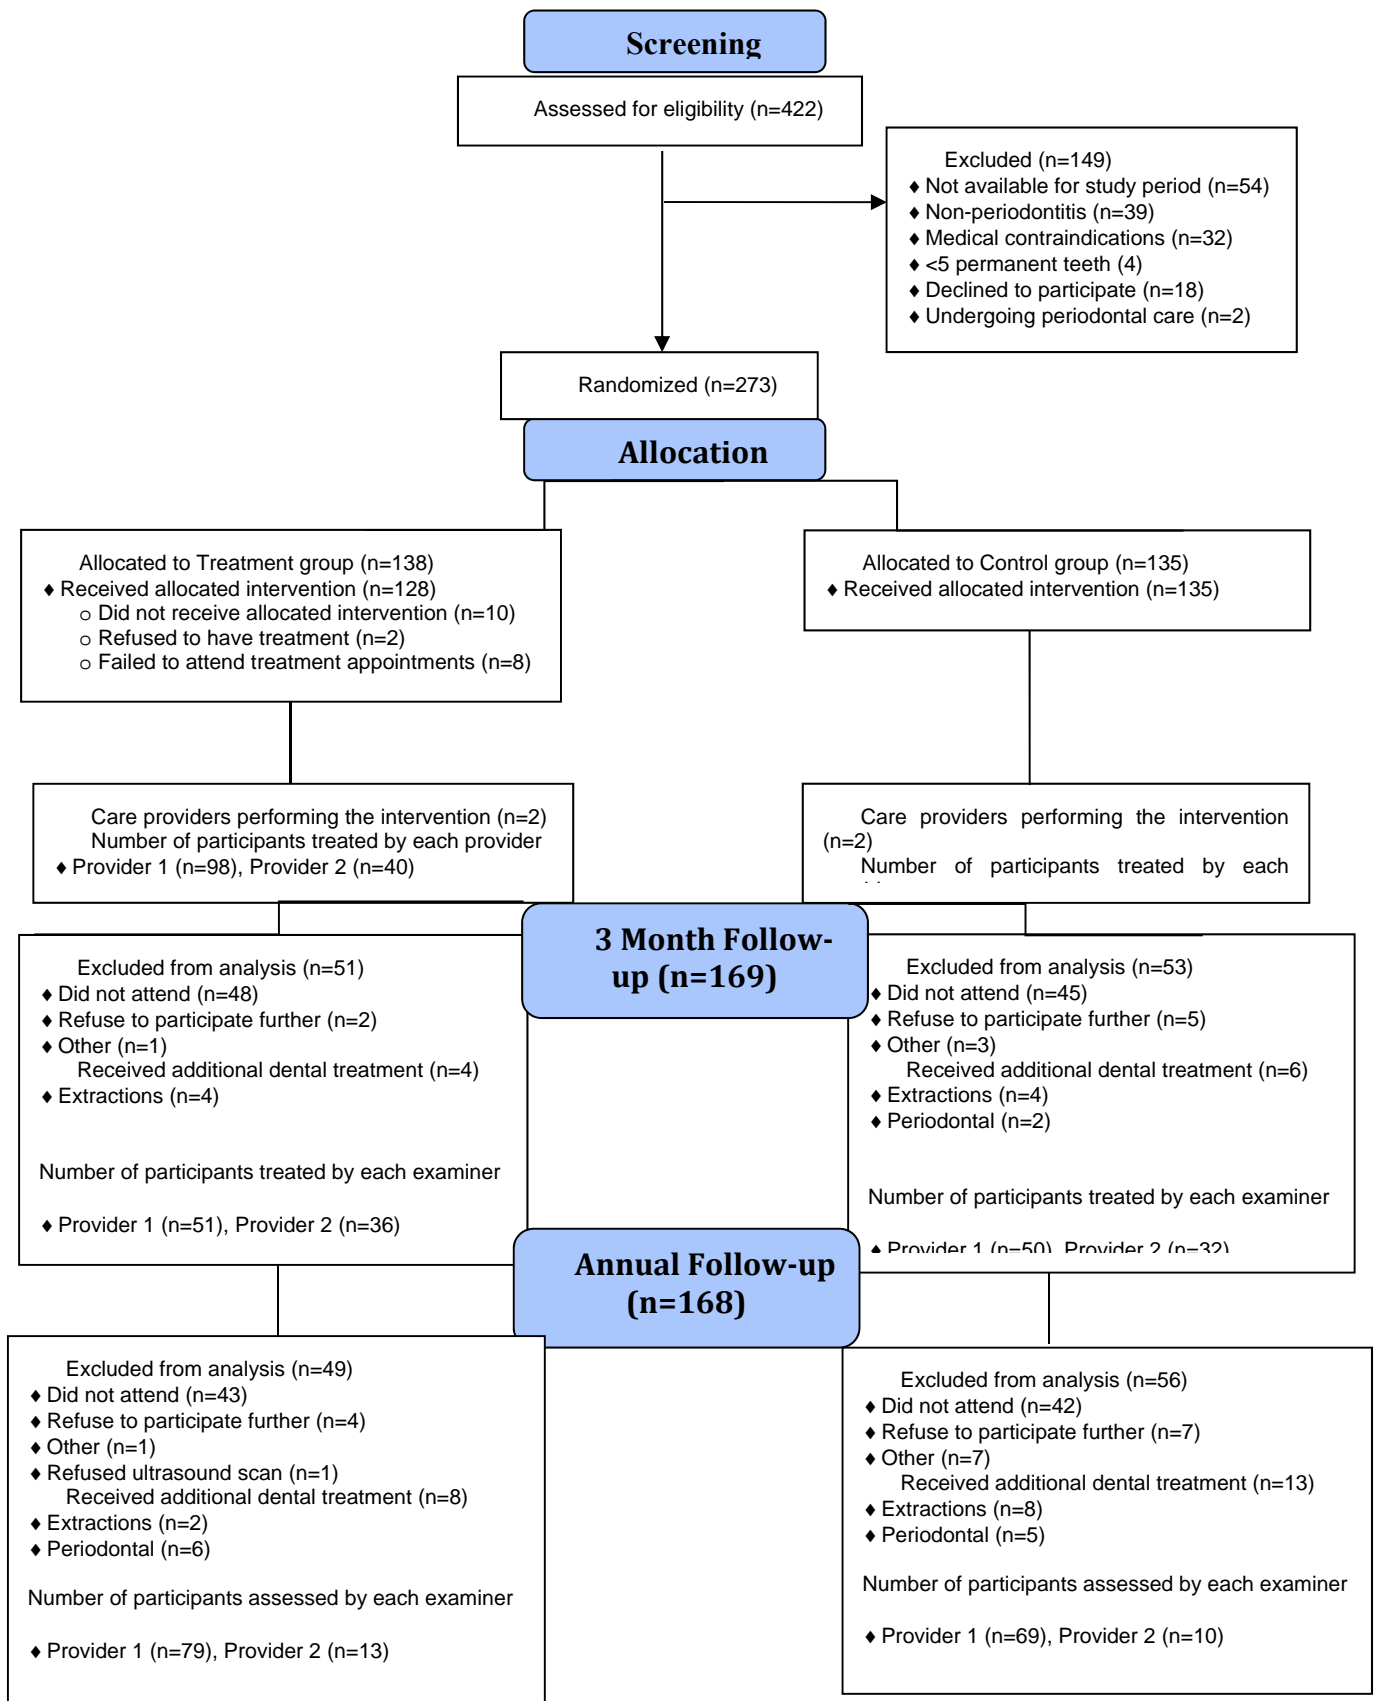 Screening
Assessed for eligibility (n=422)
Excluded (n=149)
♦ Not available for study period (n=54)
♦ Non-periodontitis (n=39)
♦ Medical contraindications (n=32)
♦ <5 permanent teeth (4)
♦ Declined to participate (n=18)
♦ Undergoing periodontal care (n=2)
Randomized (n=273)
Allocation
Allocated to Treatment group (n=138)
♦ Received allocated intervention (n=128)
o Did not receive allocated intervention (n=10)
o Refused to have treatment (n=2)
o Failed to attend treatment appointments (n=8)
Allocated to Control group (n=135)
♦ Received allocated intervention (n=135)
Care providers performing the intervention (n=2)
Number of participants treated by each provider
♦ Provider 1 (n=98), Provider 2 (n=40)
Care providers performing the intervention
(n=2)
Number of participants treated by each
3 Month Follow-
up (n=169)
Excluded from analysis (n=51)
♦ Did not attend (n=48)
♦ Refuse to participate further (n=2)
♦ Other (n=1)
Received additional dental treatment (n=4)
♦ Extractions (n=4)
Number of participants treated by each examiner
♦ Provider 1 (n=51), Provider 2 (n=36)
Excluded from analysis (n=53)
♦ Did not attend (n=45)
♦ Refuse to participate further (n=5)
♦ Other (n=3)
Received additional dental treatment (n=6)
♦ Extractions (n=4)
♦ Periodontal (n=2)
Number of participants treated by each examiner
♦ Provider 1 (n=50), Provider 2 (n=32)
Annual Follow-up
(n=168)
Excluded from analysis (n=49)
♦ Did not attend (n=43)
♦ Refuse to participate further (n=4)
♦ Other (n=1)
♦ Refused ultrasound scan (n=1)
Received additional dental treatment (n=8)
♦ Extractions (n=2)
♦ Periodontal (n=6)
Number of participants assessed by each examiner
♦ Provider 1 (n=79), Provider 2 (n=13)
Excluded from analysis (n=56)
♦ Did not attend (n=42)
♦ Refuse to participate further (n=7)
♦ Other (n=7)
Received additional dental treatment (n=13)
♦ Extractions (n=8)
♦ Periodontal (n=5)
Number of participants assessed by each examiner
♦ Provider 1 (n=69), Provider 2 (n=10)